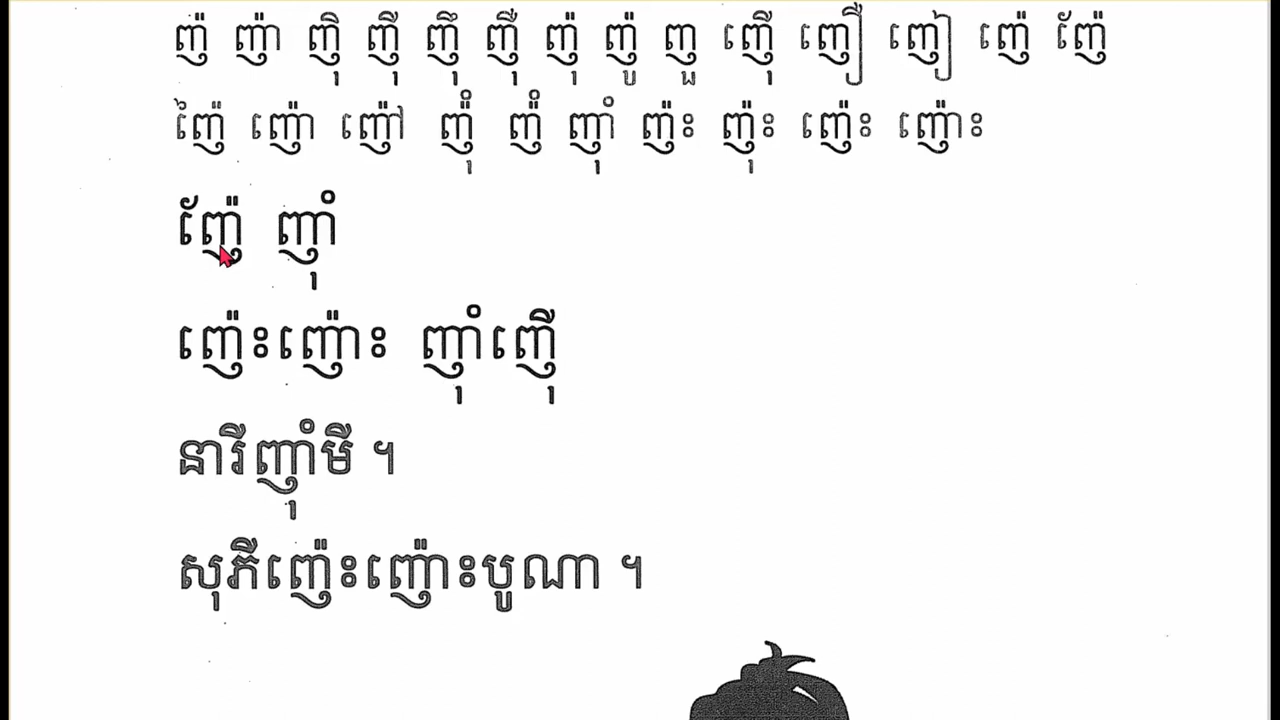 ញ៉ ញ៉ា ញ៉ិ ញ៉ី ញ៉ឹ ញ៉ឺ ញ៉ុ ញ៉ូ ញួ ញ៉ើ ញឿ ញៀ ញ៉េ ញ៉ែ
ញ៉ៃ ញ៉ោ ញ៉ៅ ញ៉ុំ ញ៉ំ ញ៉ាំ ញ៉ះ ញ៉ុះ ញ៉េះ ញ៉ោះ
ញ៉ែ ញ៉ាំ
ញ៉េះញ៉ោះ ញ៉ាំញ៉ើ
នារីញ៉ាំមី ។
សុភីញ៉េះញ៉ោះបូណា ។